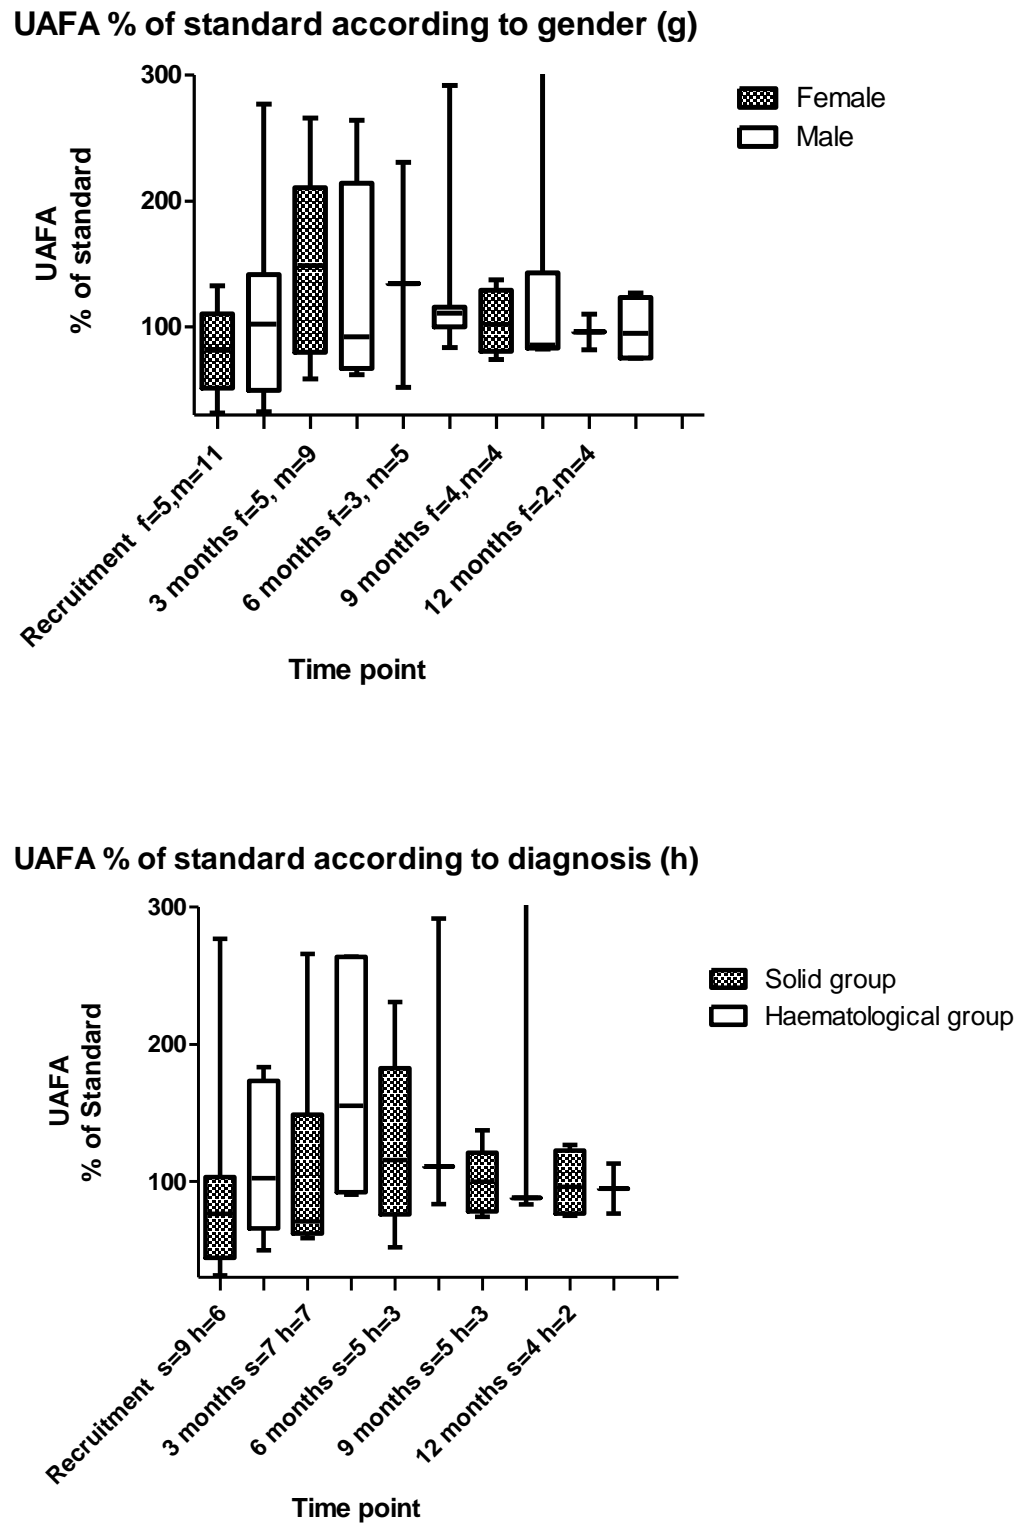 UAFA % of standard according to gender (g)
300
200
100
UAFA
% of standard
Female
Male
Recruitment f=5,m=11
3 months f=5, m=9
6 months f=3, m=5
9 months f=4,m=4
12 months f=2,m=4
Time point
UAFA % of standard according to diagnosis (h)
300
200
100
UAFA
% of Standard
Solid group
Haematological group
Recruitment s=9 h=6
3 months s=7 h=7
6 months s=5 h=3
9 months s=5 h=3
12 months s=4 h=2
Time point